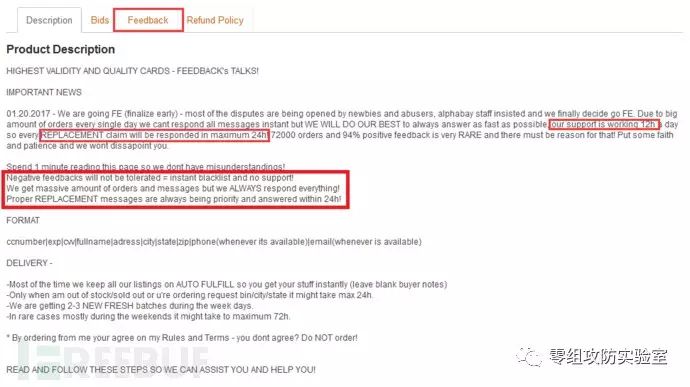 Description Bids Feedback Refund Policy
Product Description
HIGHEST VALIDITY AND QUALITY CARDS - FEEDBACK's TALKS!
IMPORTANT NEWS
01.20.2017 - We are going FE (finalize early) - most of the disputes are being opened by newbies and abusers, alphabay staff insisted and we finally decide go FE. Due to big
amount of orders every single day we cant respond all messages instant but WE WILL DO OUR BEST to always answer as fast as possible (our support is working 12h a day
so every REPLACEMENT claim will be responded in maximum 24h! 72000 orders and 94% positive feedback is very RARE and there must be reason for that! Put some faith
and patience and we wont dissapoint you.
Spend 1 minute reading this page so we dont have misunderstandings!
Negative feedbacks will not be tolerated = instant blacklist and no support!
We get massive amount of orders and messages but we ALWAYS respond everything!
Proper REPLACEMENT messages are always being priority and answered within 24h!
FORMAT
ccnumber|exp|cvv|fullname|adress|city|state|zip|phone(whenever its available)|email(whenever is available)
DELIVERY -
-Most of the time we keep all our listings on AUTO FULFILL so you get your stuff instantly (leave blank buyer notes)
-Only when am out of stock/sold out or u're ordering request bin/city/state it might take max 24h.
-We are getting 2-3 NEW FRESH batches during the week days.
-In rare cases mostly during the weekends it might to take to maximum 72h.
* By ordering from me your agree on my Rules and Terms - you dont agree? Do NOT order!
READ AND FOLLOW THESE STEPS SO WE CAN ASSIST YOU AND HELP YOU!
FREEBUF
零组攻防实验室